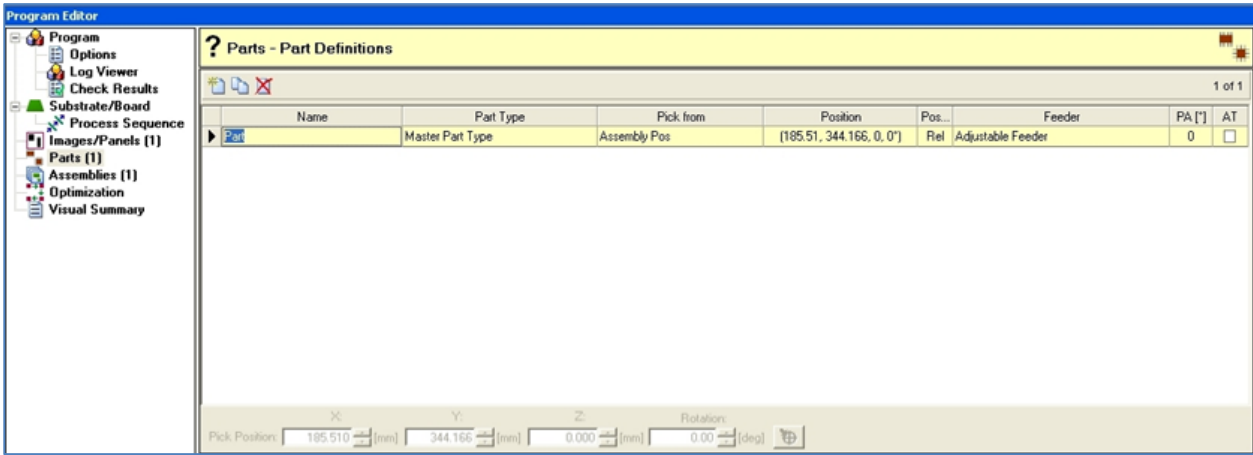 Program Editor
Program
Options
Log Viewer
Check Results
Substrate/Board
Process Sequence
Images/Panels (1)
Parts (1)
Assemblies (1)
Optimization
Visual Summary
? Parts - Part Definitions
1 of 1
Name Part Type Pick from Position Pos... Feeder PA [°] AT
Part Master Part Type Assembly Pos (185.51, 344.166, 0, 0°) Rel Adjustable Feeder 0
X: Y: Z: Rotation:
Pick Position: 185.510 [mm] 344.166 [mm] 0.000 [mm] 0.00 [deg]